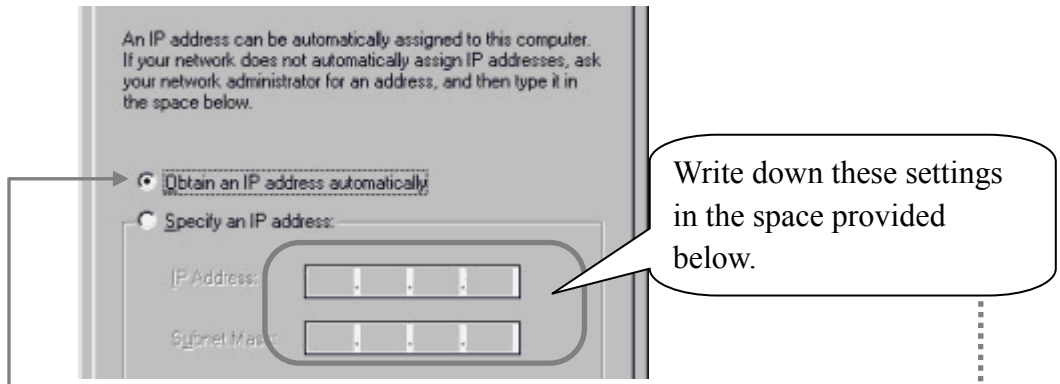 An IP address can be automatically assigned to this computer.
If your network does not automatically assign IP addresses, ask
your network administrator for an address, and then type it in
the space below.
Obtain an IP address automatically
Specify an IP address:
IP Address:
Subnet Mask:
Write down these settings
in the space provided
below.